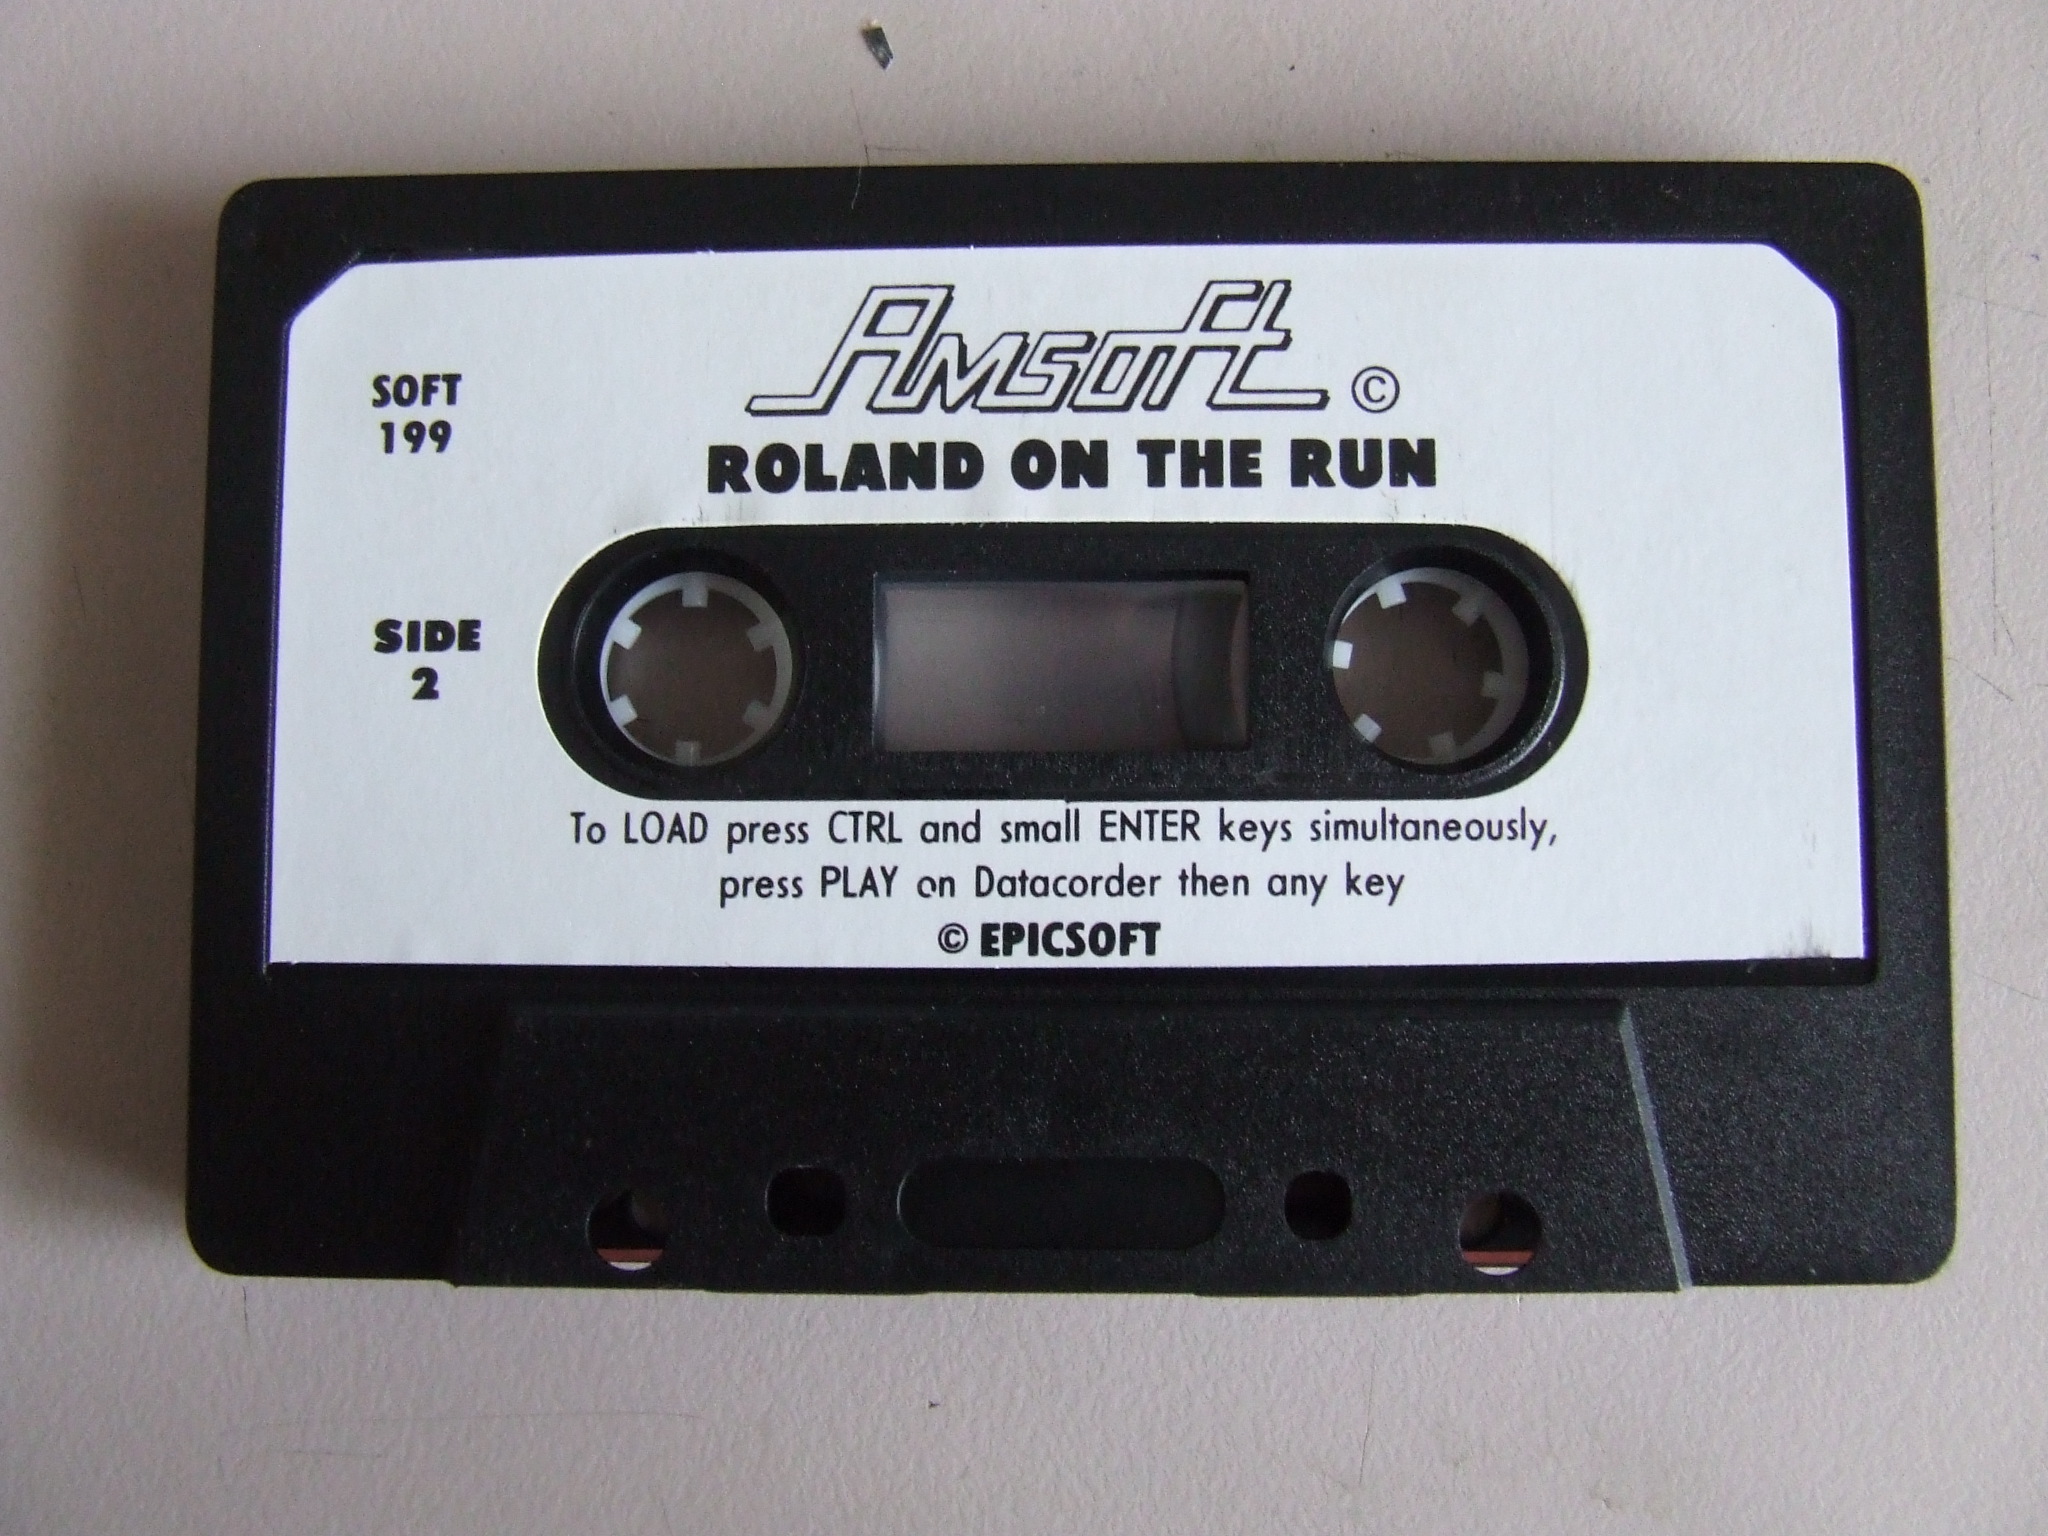 Amsoft ©
SOFT
199
ROLAND ON THE RUN
SIDE
2
To LOAD press CTRL and small ENTER keys simultaneously,
press PLAY on Datacorder then any key
© EPICSOFT